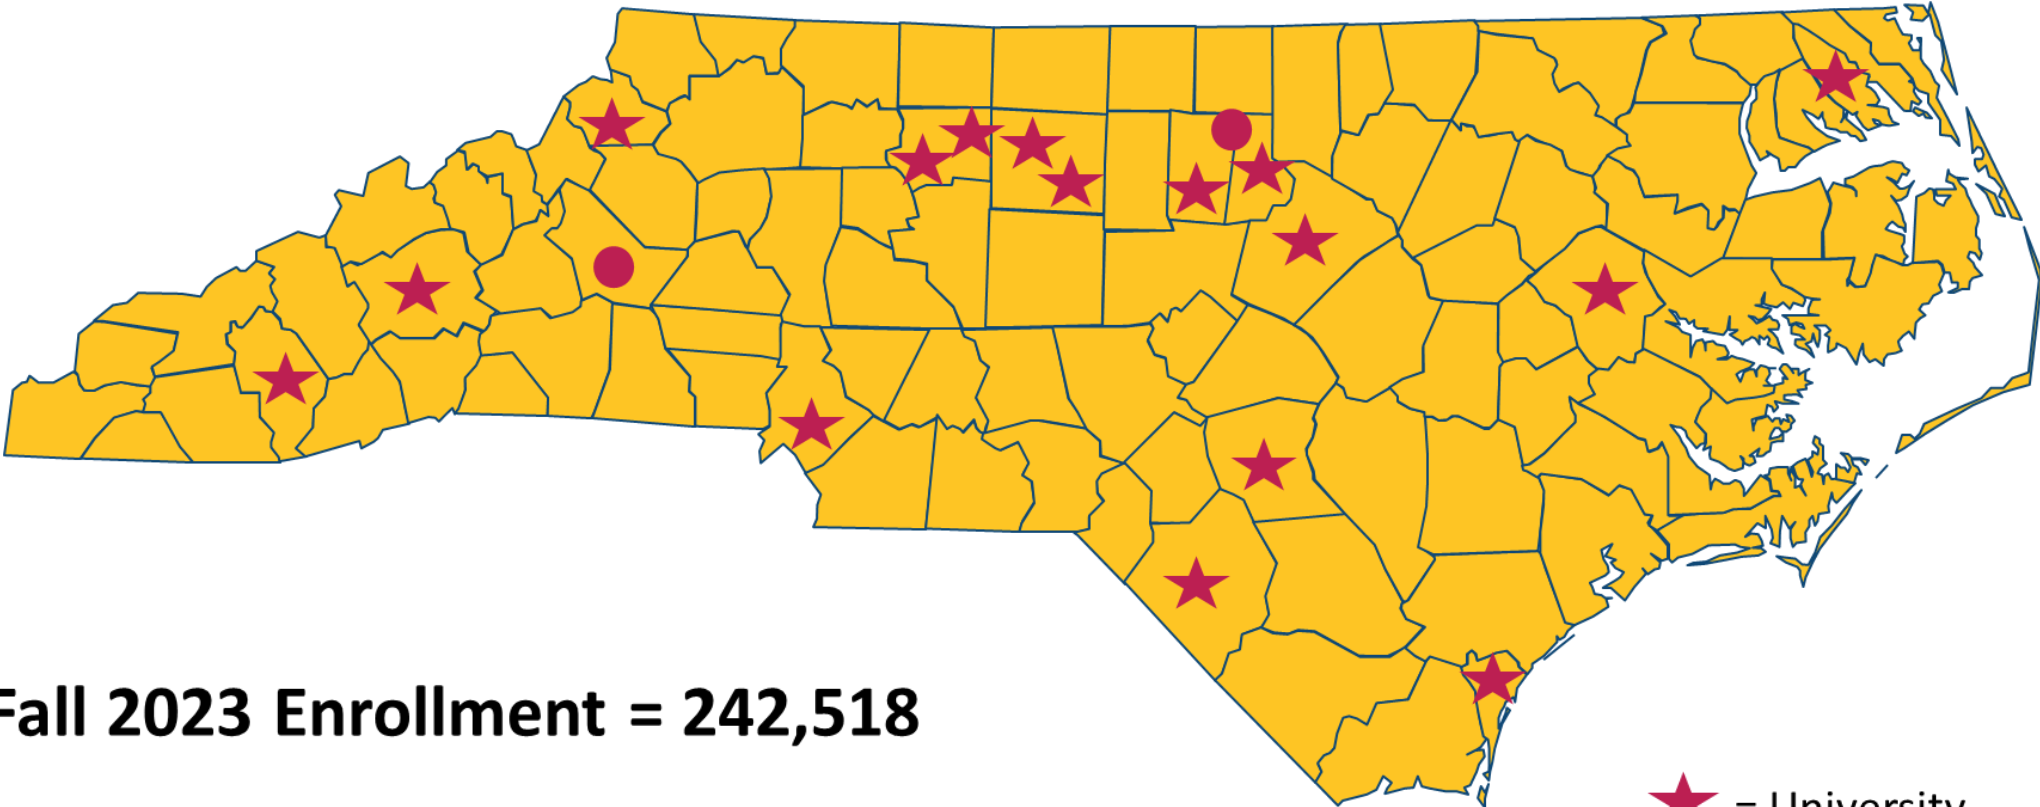 Fall 2023 Enrollment = 242,518
= University